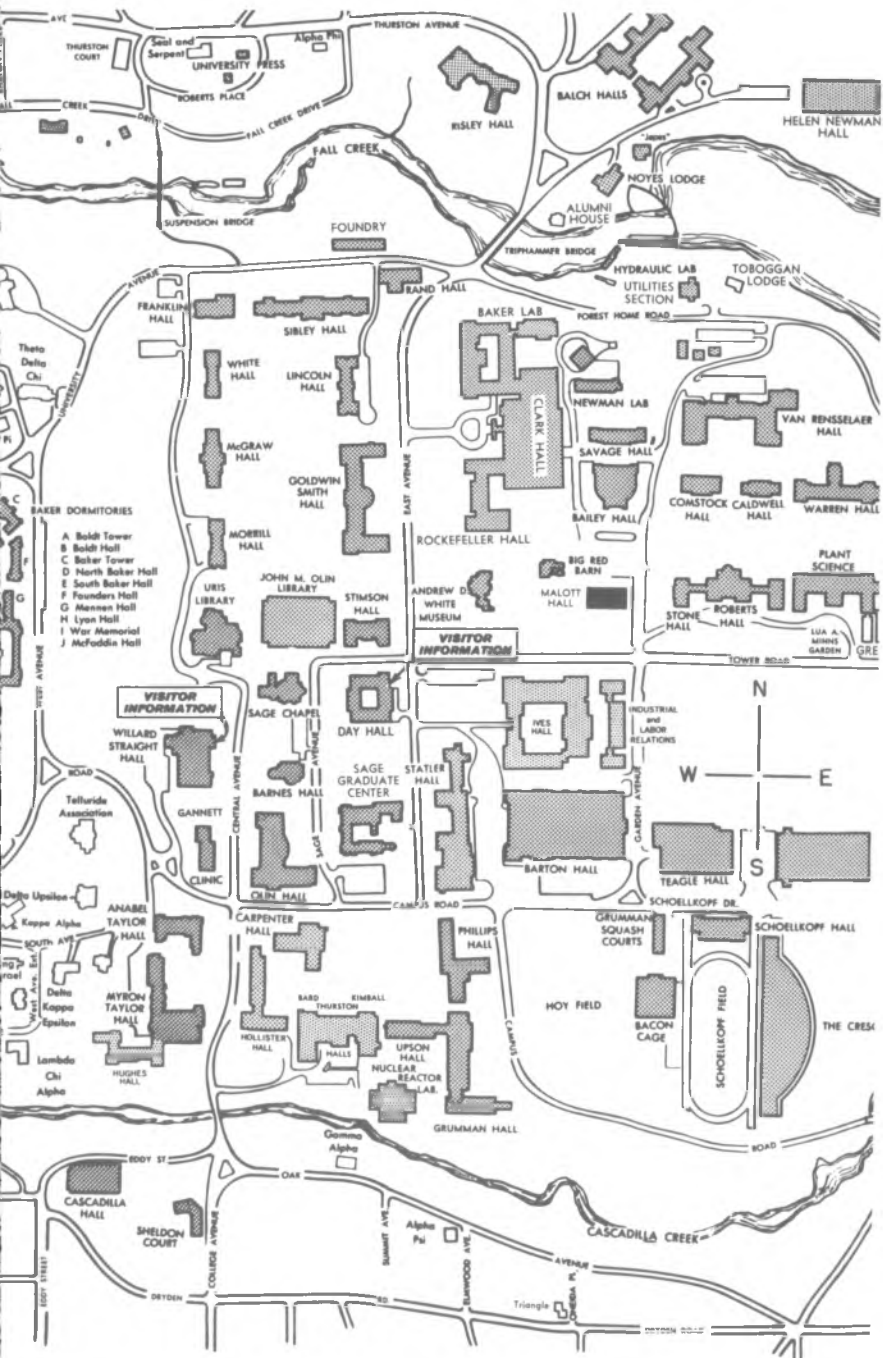 AVE
THURSTON AVENUE
THURSTON
COURT
Seal and
Serpent
Alpha Phi
UNIVERSITY PRESS
ROBERTS PLACE
CREEK
DRIVE
FALL CREEK DRIVE
RISLEY HALL
BALCH HALLS
HELEN NEWMAN
HALL
FALL CREEK
"Japes"
NOYES LODGE
SUSPENSION BRIDGE
FOUNDRY
ALUMNI
HOUSE
TRIPHAMMER BRIDGE
HYDRAULIC LAB
UTILITIES
SECTION
TOBOGGAN
LODGE
AVENUE
UNIVERSITY
FRANKLIN
HALL
RAND HALL
SIBLEY HALL
BAKER LAB
FOREST HOME ROAD
Theta
Delta
Chi
WHITE
HALL
LINCOLN
HALL
NEWMAN LAB
CLARK HALL
VAN RENSSELAER
HALL
Pi
McGRAW
HALL
EAST AVENUE
SAVAGE HALL
GOLDWIN
SMITH
HALL
COMSTOCK
HALL
CALDWELL
HALL
WARREN HALL
C
BAKER DORMITORIES
BAILEY HALL
A Boldt Tower
B Boldt Hall
C Baker Tower
D North Baker Hall
E South Baker Hall
F Founders Hall
G Mennen Hall
H Lyon Hall
I War Memorial
J McFaddin Hall
F
G
MORRILL
HALL
ROCKEFELLER HALL
BIG RED
BARN
PLANT
SCIENCE
URIS
LIBRARY
JOHN M. OLIN
LIBRARY
STIMSON
HALL
ANDREW D.
WHITE
MUSEUM
MALOTT
HALL
STONE
HALL
ROBERTS
HALL
LUA A.
MINNS
GARDEN
GRE
VISITOR
INFORMATION
TOWER ROAD
WEST AVENUE
VISITOR
INFORMATION
SAGE CHAPEL
DAY HALL
IVES
HALL
INDUSTRIAL
and
LABOR
RELATIONS
N
W
E
S
WILLARD
STRAIGHT
HALL
ROAD
CENTRAL AVENUE
SAGE
AVENUE
BARNES HALL
SAGE
GRADUATE
CENTER
STATLER
HALL
GARDEN AVENUE
Telluride
Association
GANNETT
CLINIC
OLIN HALL
BARTON HALL
TEAGLE HALL
CAMPUS ROAD
SCHOELLKOPF DR.
Delta Upsilon
Kappa Alpha
SOUTH AVE
ANABEL
TAYLOR
HALL
CARPENTER
HALL
PHILLIPS
HALL
GRUMMAN
SQUASH
COURTS
SCHOELLKOPF HALL
West Ave. Ext.
Delta
Kappa
Epsilon
MYRON
TAYLOR
HALL
HOLLISTER
HALL
BARD
KIMBALL
THURSTON
HALLS
UPSON
HALL
CAMPUS
HOY FIELD
BACON
CAGE
SCHOELLKOPF FIELD
THE CRESC
HUGHES
HALL
Lambda
Chi
Alpha
NUCLEAR
REACTOR
LAB.
GRUMMAN HALL
ROAD
Gamma
Alpha
EDDY ST.
OAK
CASCADILLA
HALL
SHELDON
COURT
COLLEGE AVENUE
SUMMIT AVE.
Alpha
Psi
ELMWOOD AVE.
CASCADILLA CREEK
AVENUE
EDDY STREET
DRYDEN
RD.
Triangle
ONEIDA PL.
DRYDEN ROAD